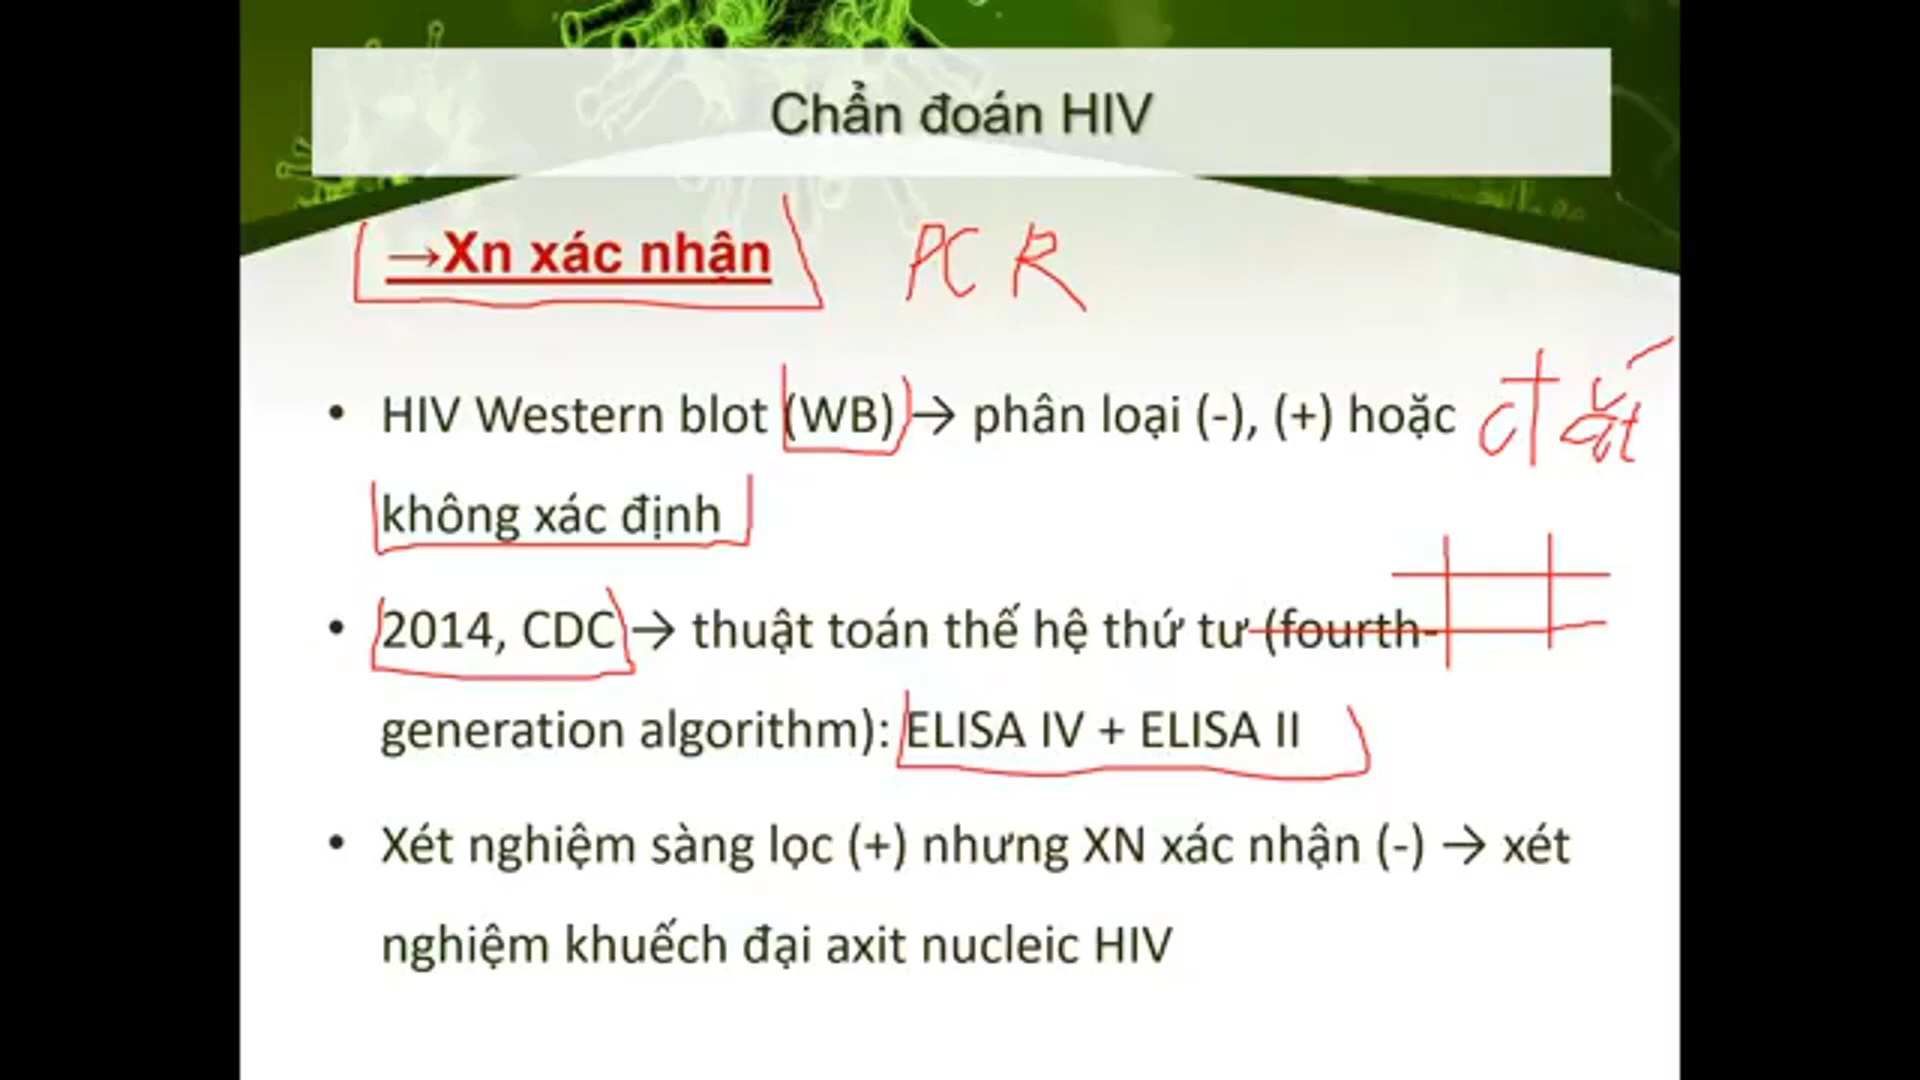 Chẩn đoán HIV
→Xn xác nhận PCR
• HIV Western blot (WB) → phân loại (-), (+) hoặc đắt
không xác định
• 2014, CDC → thuật toán thế hệ thứ tư (fourth-
generation algorithm): ELISA IV + ELISA II
• Xét nghiệm sàng lọc (+) nhưng XN xác nhận (-) → xét
nghiệm khuếch đại axit nucleic HIV